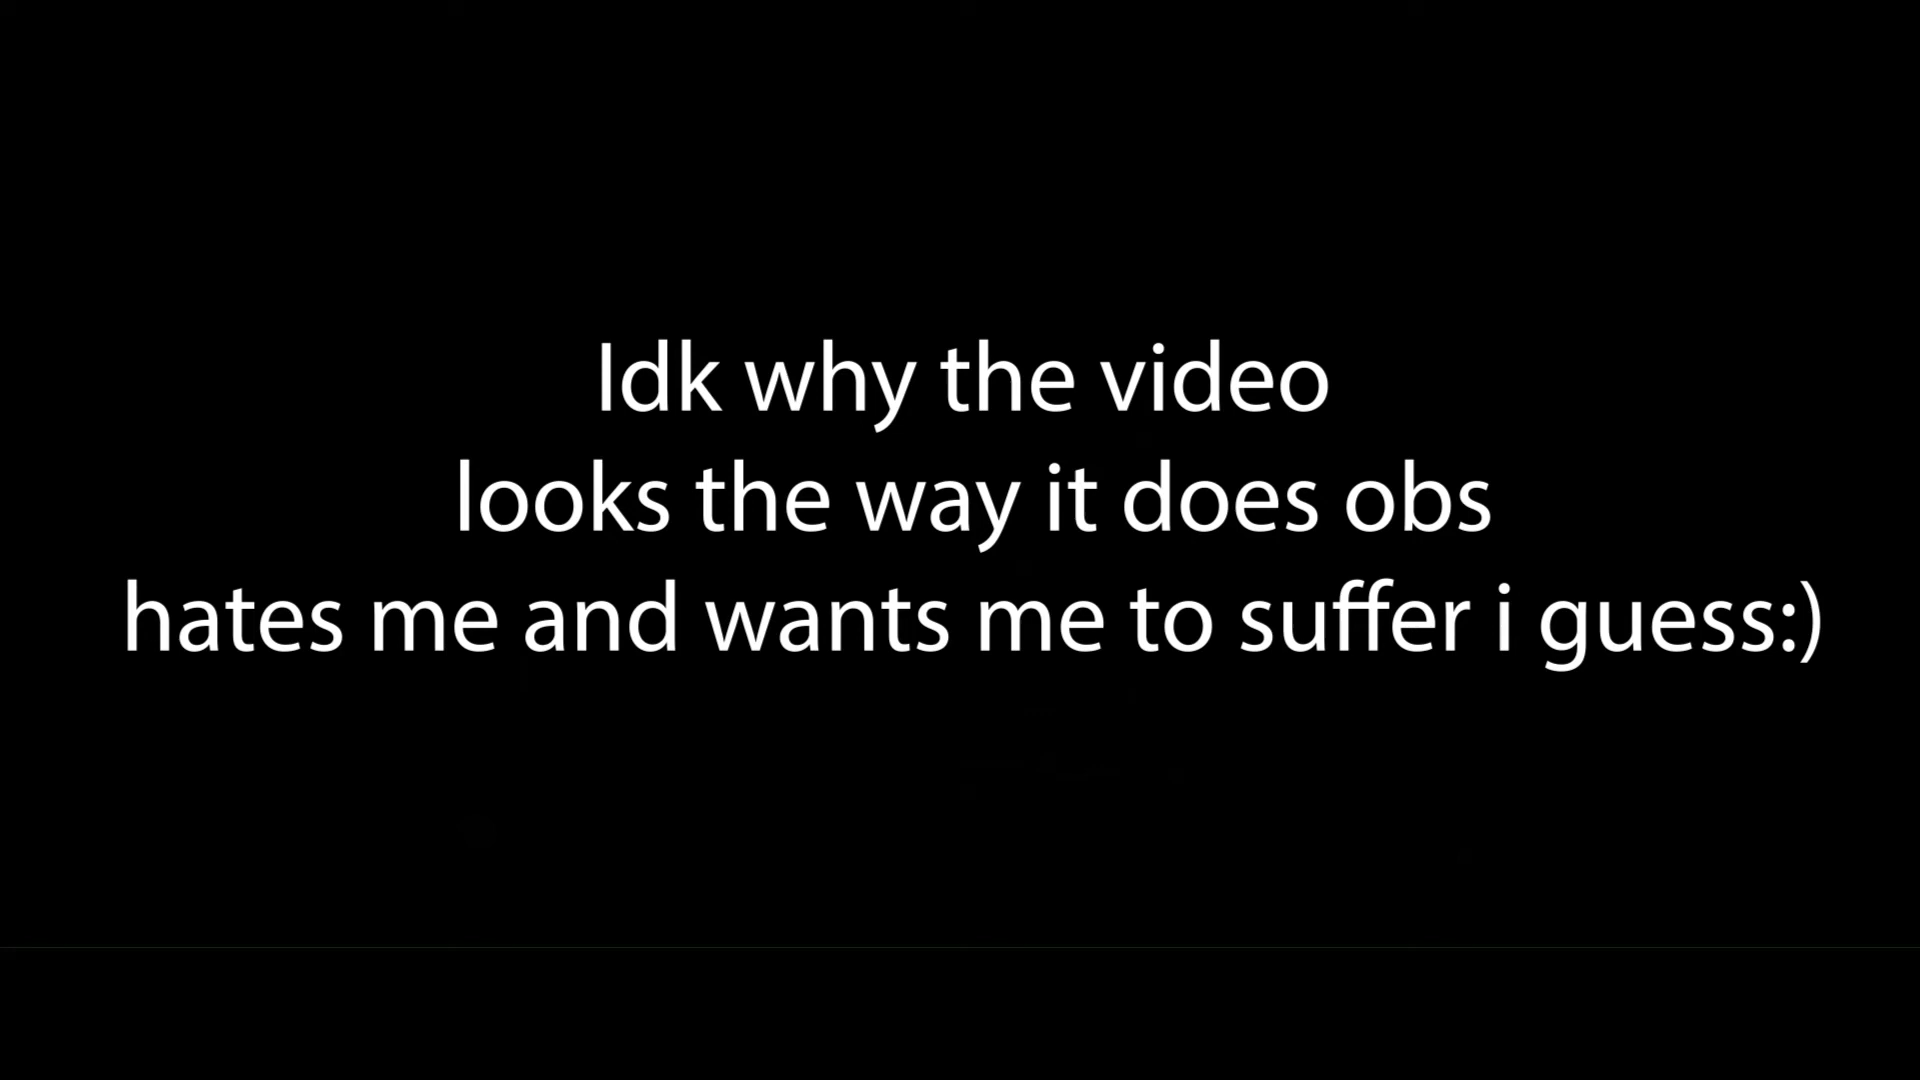 Idk why the video
looks the way it does obs
hates me and wants me to suffer i guess:)